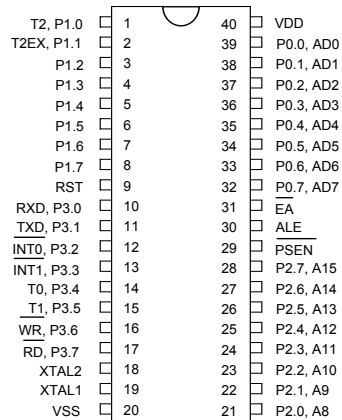 T2, P1.0 1 40 VDD
T2EX, P1.1 2 39 P0.0, AD0
P1.2 3 38 P0.1, AD1
P1.3 4 37 P0.2, AD2
P1.4 5 36 P0.3, AD3
P1.5 6 35 P0.4, AD4
P1.6 7 34 P0.5, AD5
P1.7 8 33 P0.6, AD6
RST 9 32 P0.7, AD7
RXD, P3.0 10 31 EA
TXD, P3.1 11 30 ALE
INT0, P3.2 12 29 PSEN
INT1, P3.3 13 28 P2.7, A15
T0, P3.4 14 27 P2.6, A14
T1, P3.5 15 26 P2.5, A13
WR, P3.6 16 25 P2.4, A12
RD, P3.7 17 24 P2.3, A11
XTAL2 18 23 P2.2, A10
XTAL1 19 22 P2.1, A9
VSS 20 21 P2.0, A8